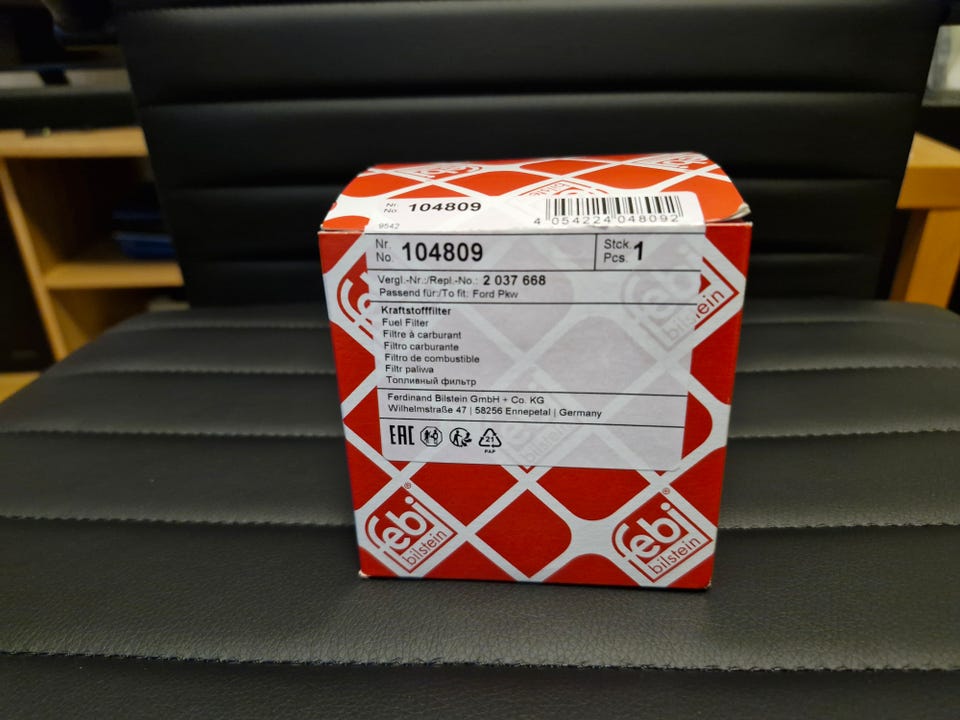 Nr.
No. 104809
9542
4 054224 048092
Nr.
No. 104809
Stck.
Pcs. 1
Vergl.-Nr.:/Repl.-No.: 2 037 668
Passend für:/To fit: Ford Pkw
Kraftstofffilter
Fuel Filter
Filtre à carburant
Filtro carburante
Filtro de combustible
Filtr paliwa
Топливный фильтр
Ferdinand Bilstein GmbH + Co. KG
Wilhelmstraße 47 | 58256 Ennepetal | Germany
EAC
21
PAP
febi®
bilstein
febi®
bilstein